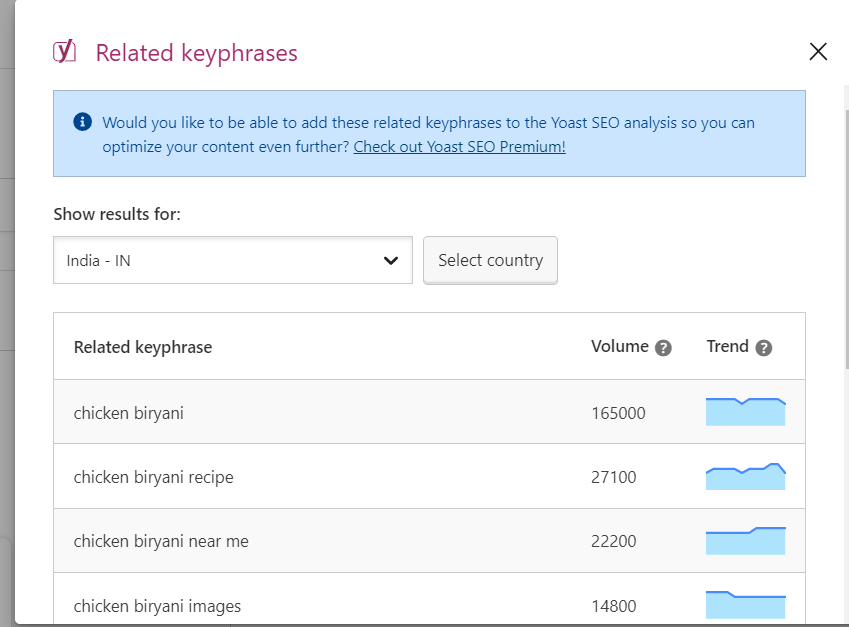 Related keyphrases
Would you like to be able to add these related keyphrases to the Yoast SEO analysis so you can
optimize your content even further? Check out Yoast SEO Premium!
Show results for:
India - IN
Select country
Related keyphrase Volume ? Trend ?
chicken biryani 165000
chicken biryani recipe 27100
chicken biryani near me 22200
chicken biryani images 14800